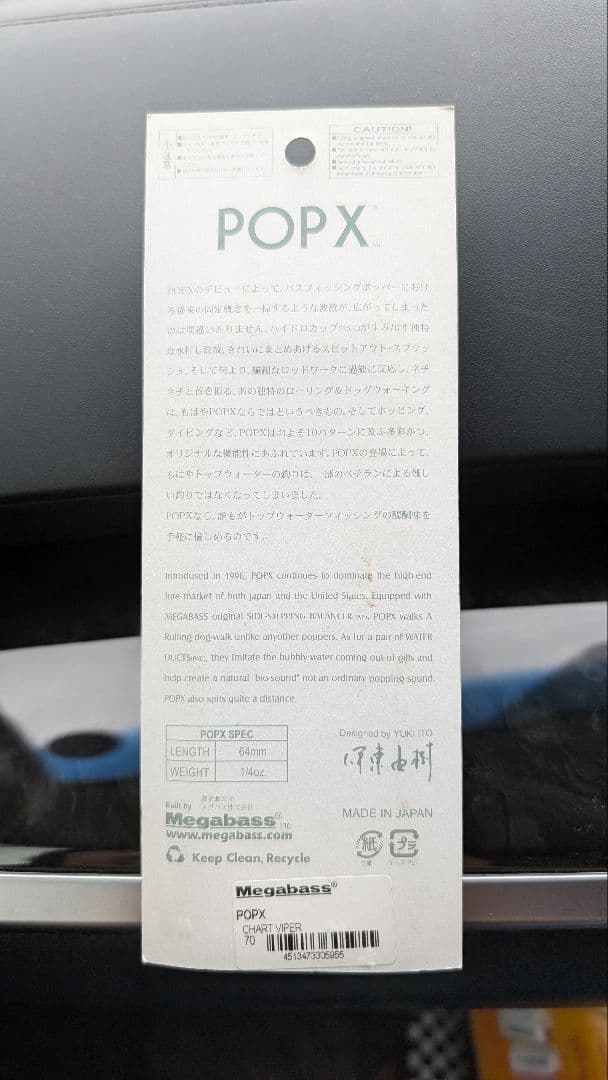 注意
CAUTION!
POPX
POPXのデビューによって、バスフィッシングポッパーにおけ
る従来の固定概念を一掃するような波紋が、広がってしまった
のは間違いありません。ハイドロカップ(PAT.)が生み出す独特
な水押し波紋、きれいにまとめあげるスピットアウト・スプラッ
シュ、そして何より、繊細なロッドワークに過敏に反応し、ネチ
ネチと首を振る、あの独特のローリング&ドッグウォーキング
は、もはやPOPXならではというべきもの。そしてポッピング、
ダイビングなど、POPXはおよそ10パターンに及ぶ多彩かつ、
オリジナルな機能性にあふれています。POPXの登場によって、
もはやトップウォーターの釣りは、一部のベテランによる難し
い釣りではなくなってしまいました。
POPXなら、誰もがトップウォーターフィッシングの醍醐味を
手軽に愉しめるのです。
Introdused in 1996, POPX continues to dominate the high end
lure market of both japan and the United States. Equipped with
MEGABASS original SIDE-STEPPING BALANCER(PAT.), POPX walks A
Rolling dog-walk unlike anyother poppers. As for a pair of WATER
DUCTS(PAT.), they imitate the bubbly water coming out of gills and
help create a natural "bio-sound" not an ordinary popping sound.
POPX also spits quite a distance.
POPX SPEC
LENGTH 64mm
WEIGHT 1/4oz.
Designed by YUKI ITO
伊東由樹
Built by
メガバス株式会社
Megabass®
www.megabass.com
MADE IN JAPAN
紙 プラ
Keep Clean, Recycle
Megabass®
POPX
CHART VIPER
70
4513473305955